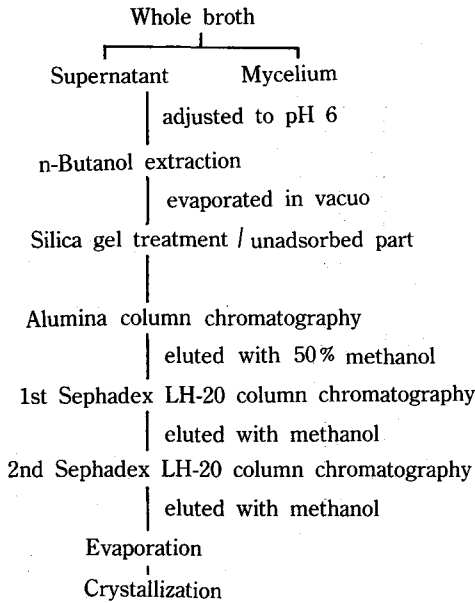 Whole broth
Supernatant Mycelium
adjusted to pH 6
n-Butanol extraction
evaporated in vacuo
Silica gel treatment / unadsorbed part
Alumina column chromatography
eluted with 50% methanol
1st Sephadex LH-20 column chromatography
eluted with methanol
2nd Sephadex LH-20 column chromatography
eluted with methanol
Evaporation
Crystallization